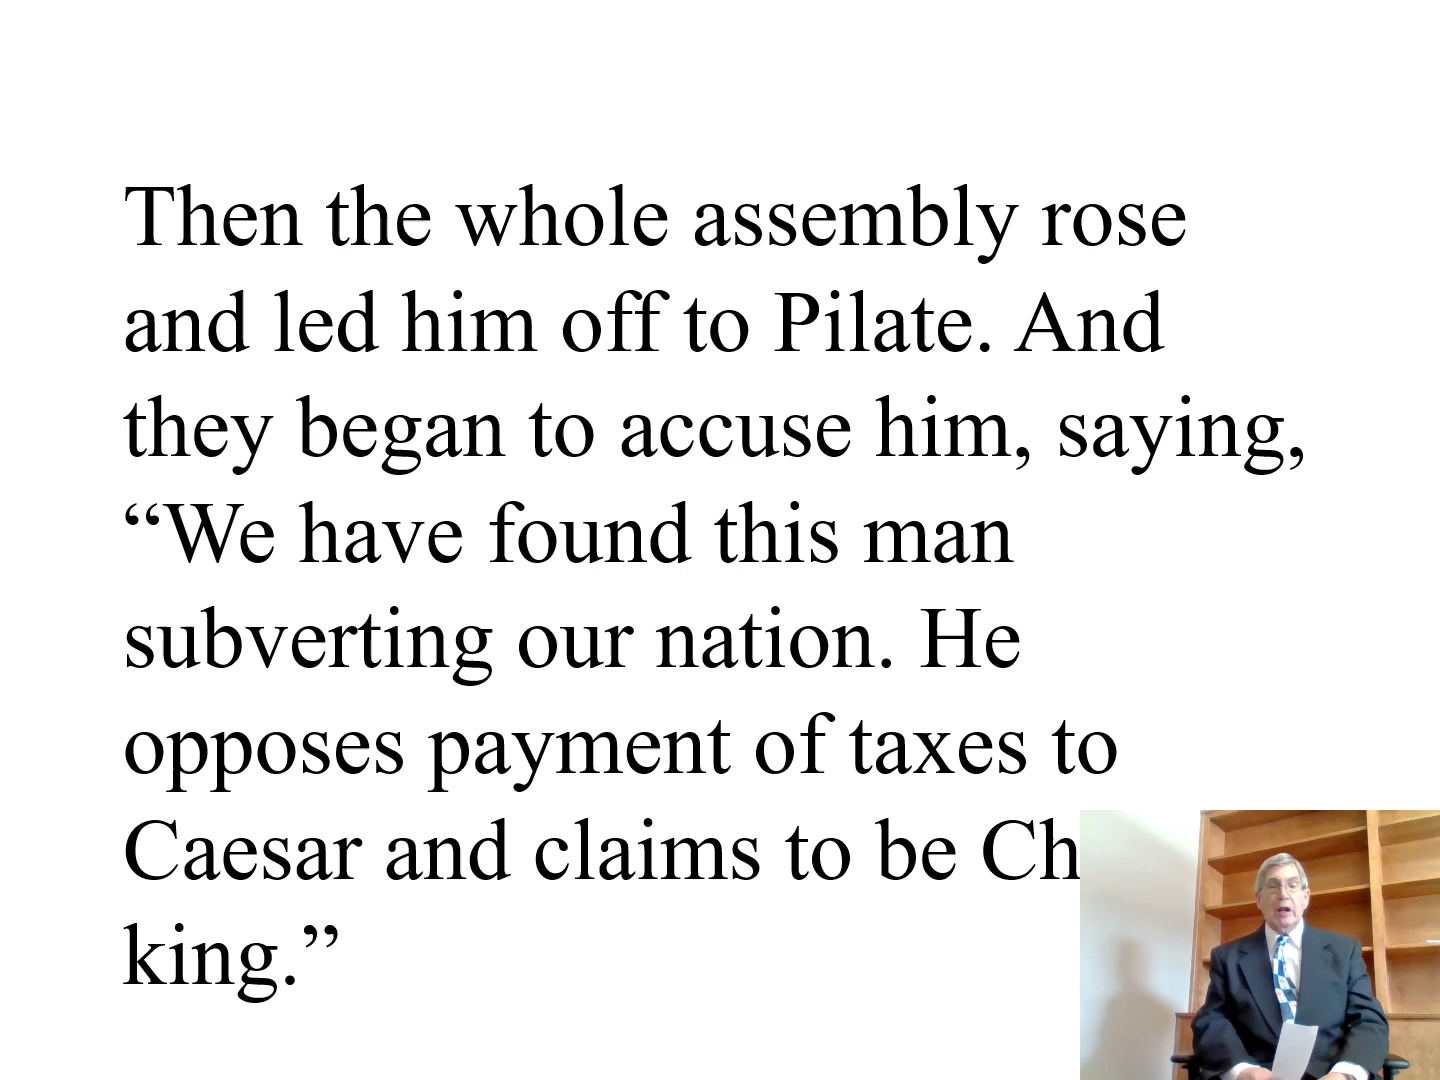 Then the whole assembly rose
and led him off to Pilate. And
they began to accuse him, saying,
“We have found this man
subverting our nation. He
opposes payment of taxes to
Caesar and claims to be
king.”